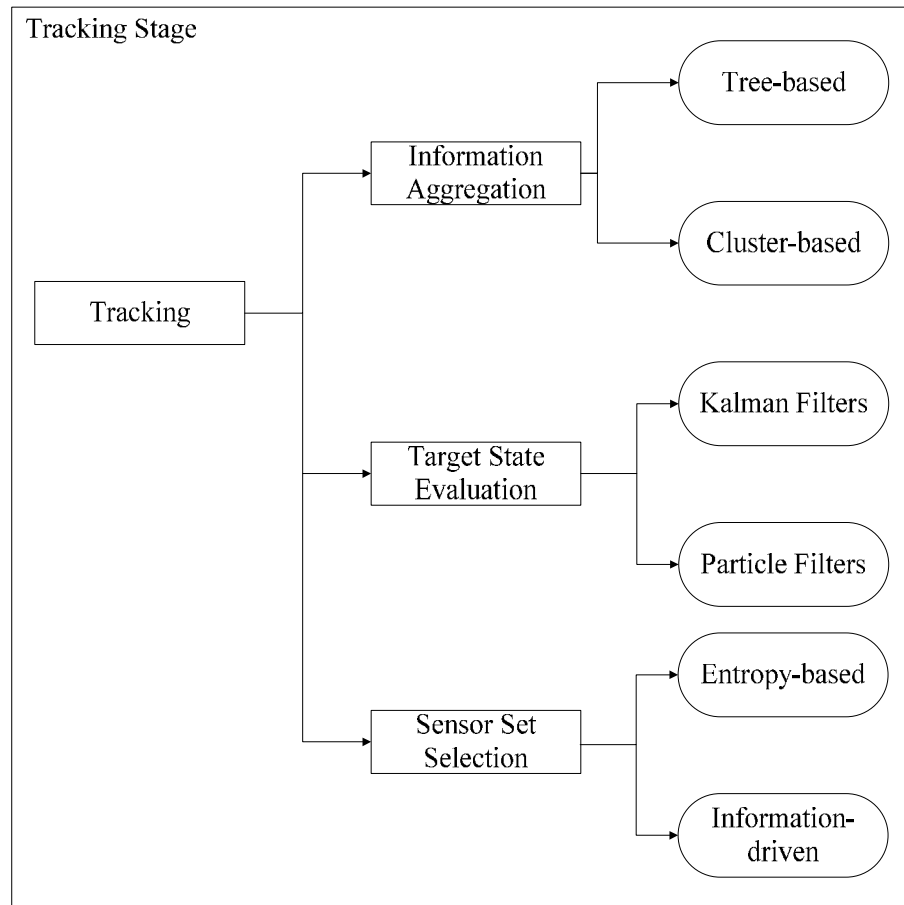 Tracking Stage
Tree-based
Information
Aggregation
Cluster-based
Tracking
Kalman Filters
Target State
Evaluation
Particle Filters
Entropy-based
Sensor Set
Selection
Information-
driven